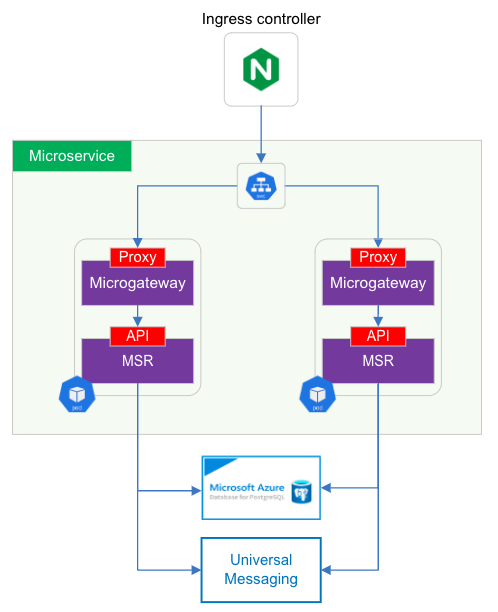 Ingress controller
N
Microservice
svc
Proxy
Microgateway
API
MSR
pod
Proxy
Microgateway
API
MSR
pod
Microsoft Azure
Database for PostgreSQL
Universal
Messaging